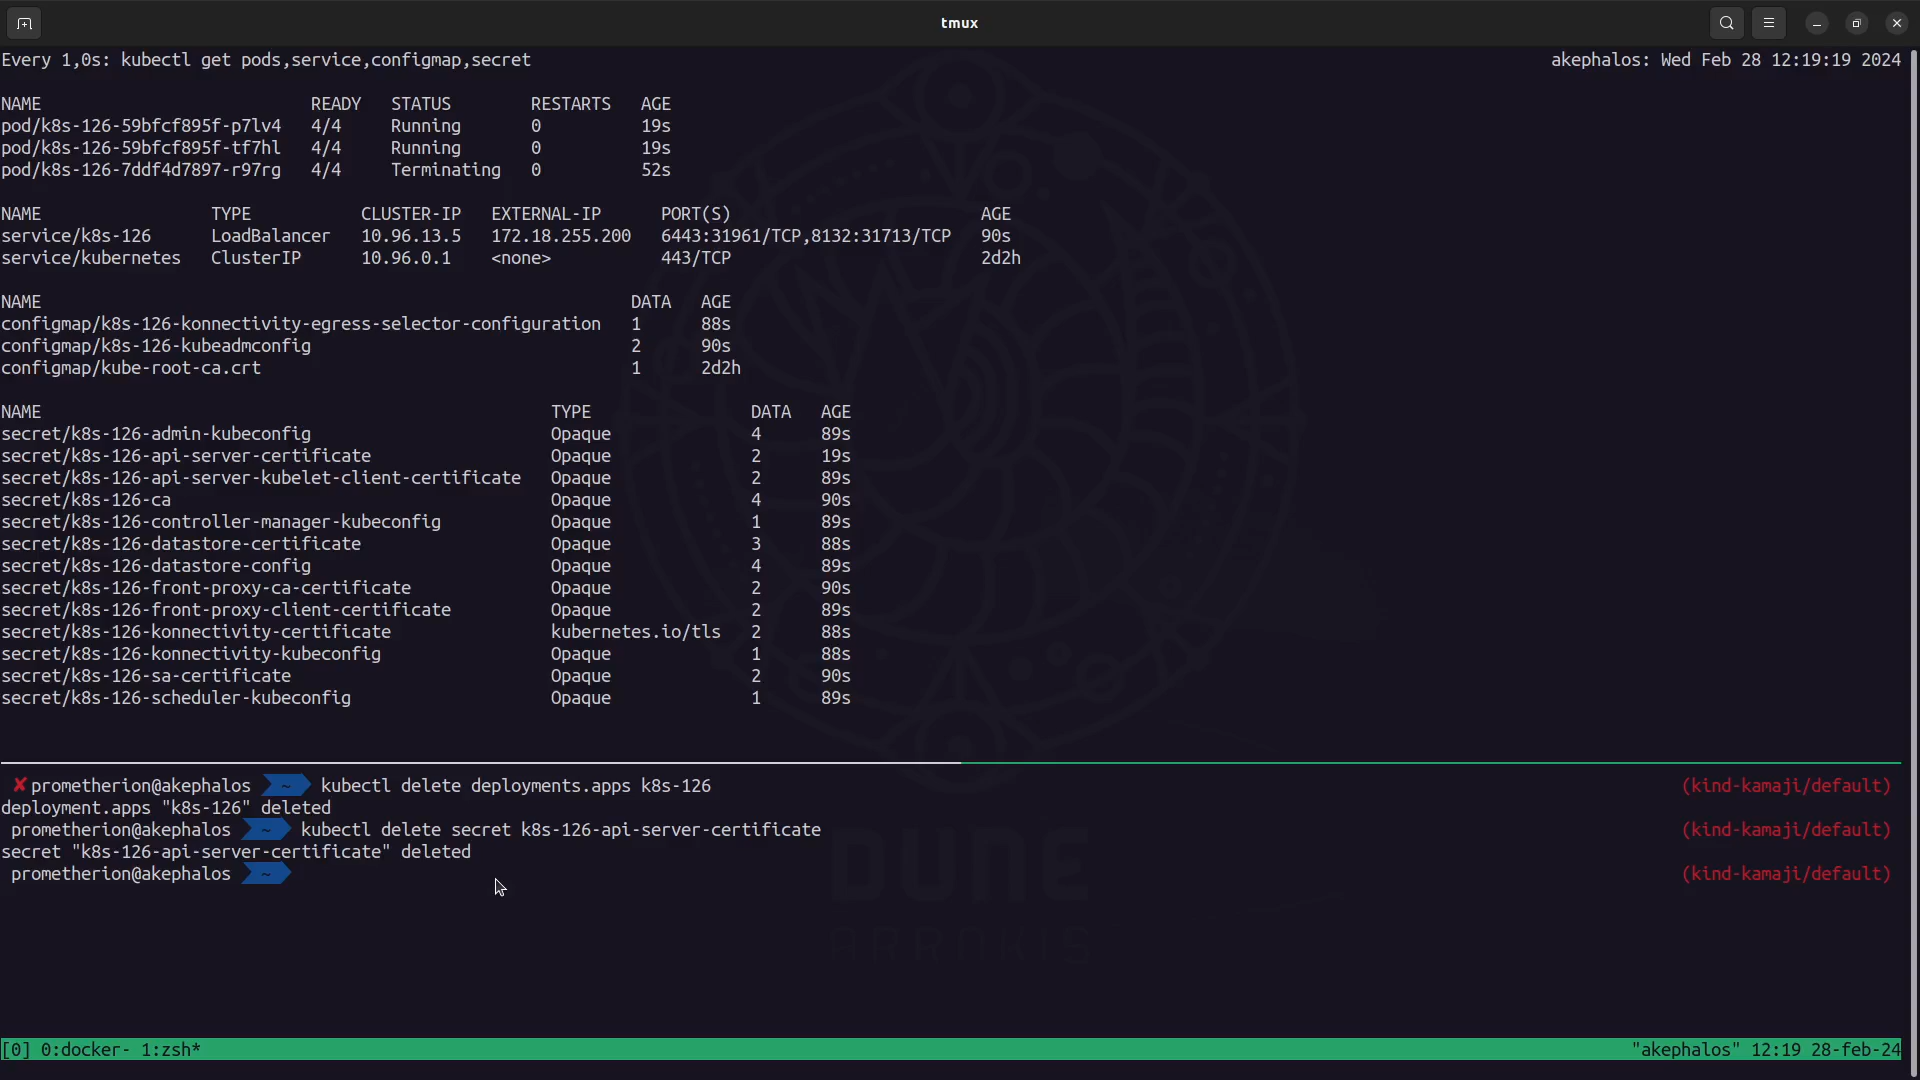 tmux
Every 1,0s: kubectl get pods,service,configmap,secret akephalos: Wed Feb 28 12:19:19 2024
NAME READY STATUS RESTARTS AGE
pod/k8s-126-59bfcf895f-p7lv4 4/4 Running 0 19s
pod/k8s-126-59bfcf895f-tf7hl 4/4 Running 0 19s
pod/k8s-126-7ddf4d7897-r97rg 4/4 Terminating 0 52s
NAME TYPE CLUSTER-IP EXTERNAL-IP PORT(S) AGE
service/k8s-126 LoadBalancer 10.96.13.5 172.18.255.200 6443:31961/TCP,8132:31713/TCP 90s
service/kubernetes ClusterIP 10.96.0.1 <none> 443/TCP 2d2h
NAME DATA AGE
configmap/k8s-126-konnectivity-egress-selector-configuration 1 88s
configmap/k8s-126-kubeadmconfig 2 90s
configmap/kube-root-ca.crt 1 2d2h
NAME TYPE DATA AGE
secret/k8s-126-admin-kubeconfig Opaque 4 89s
secret/k8s-126-api-server-certificate Opaque 2 19s
secret/k8s-126-api-server-kubelet-client-certificate Opaque 2 89s
secret/k8s-126-ca Opaque 4 90s
secret/k8s-126-controller-manager-kubeconfig Opaque 1 89s
secret/k8s-126-datastore-certificate Opaque 3 88s
secret/k8s-126-datastore-config Opaque 4 89s
secret/k8s-126-front-proxy-ca-certificate Opaque 2 90s
secret/k8s-126-front-proxy-client-certificate Opaque 2 89s
secret/k8s-126-konnectivity-certificate kubernetes.io/tls 2 88s
secret/k8s-126-konnectivity-kubeconfig Opaque 1 88s
secret/k8s-126-sa-certificate Opaque 2 90s
secret/k8s-126-scheduler-kubeconfig Opaque 1 89s
✘ prometherion@akephalos ~ kubectl delete deployments.apps k8s-126 (kind-kamaji/default)
deployment.apps "k8s-126" deleted
prometherion@akephalos ~ kubectl delete secret k8s-126-api-server-certificate (kind-kamaji/default)
secret "k8s-126-api-server-certificate" deleted
prometherion@akephalos ~ (kind-kamaji/default)
DUNE
ARRAKIS
[0] 0:docker- 1:zsh* "akephalos" 12:19 28-feb-24